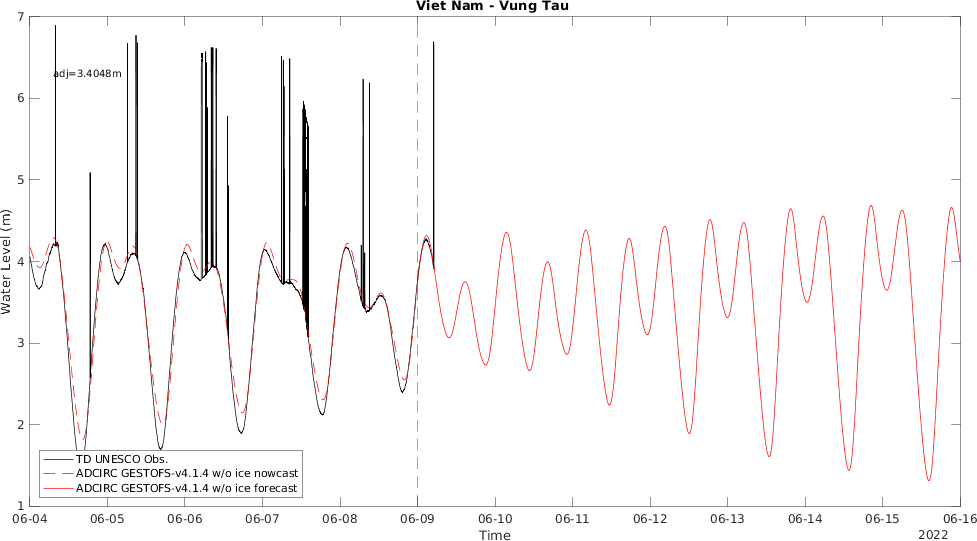 Viet Nam - Vung Tau
7
6
5
4
3
2
1
Water Level (m)
adj=3.4048m
TD UNESCO Obs.
ADCIRC GESTOFS-v4.1.4 w/o ice nowcast
ADCIRC GESTOFS-v4.1.4 w/o ice forecast
06-04 06-05 06-06 06-07 06-08 06-09 06-10 06-11 06-12 06-13 06-14 06-15 06-16
Time
2022